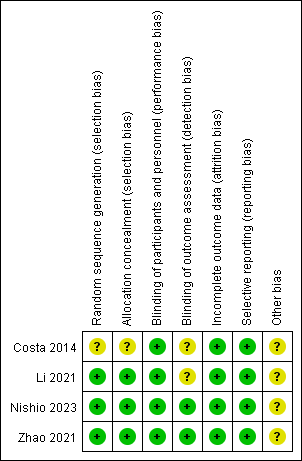 Random sequence generation (selection bias)
Allocation concealment (selection bias)
Blinding of participants and personnel (performance bias)
Blinding of outcome assessment (detection bias)
Incomplete outcome data (attrition bias)
Selective reporting (reporting bias)
Other bias
Costa 2014 ? ? + ? + + ?
Li 2021 + + + ? + + ?
Nishio 2023 + + + + + + ?
Zhao 2021 + + + + + + ?